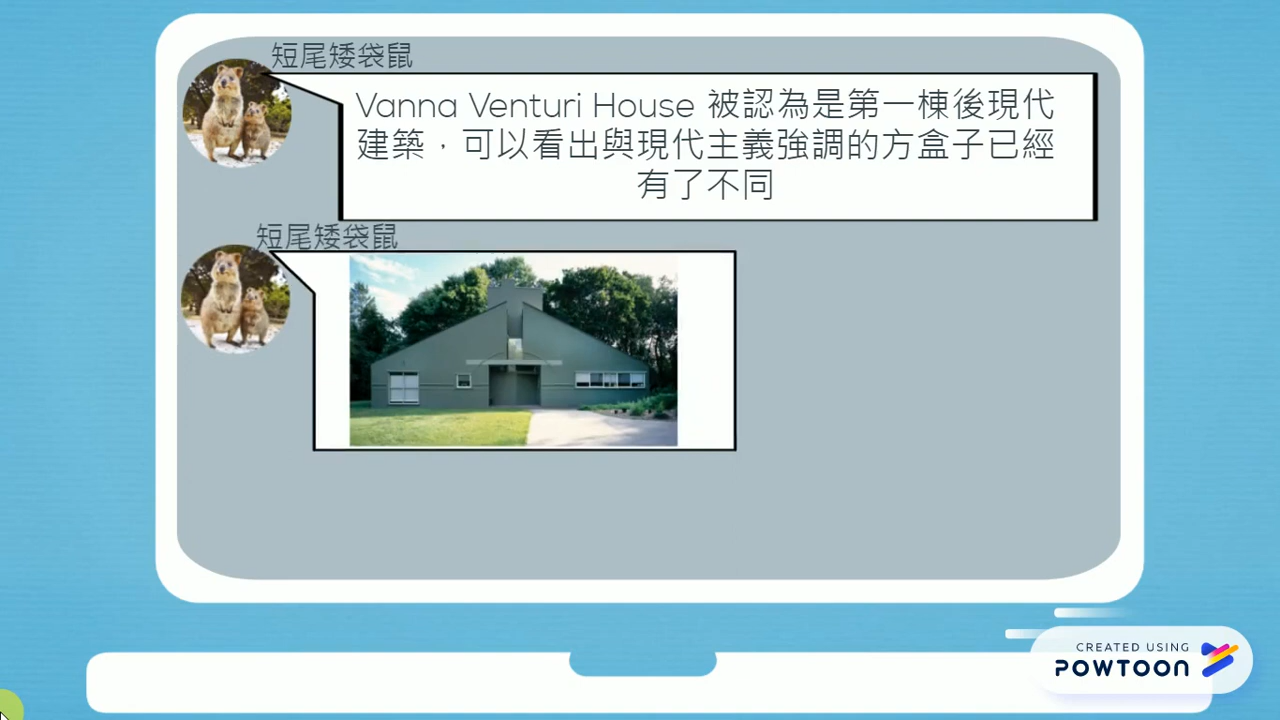 短尾矮袋鼠
Vanna Venturi House 被認為是第一棟後現代
建築，可以看出與現代主義強調的方盒子已經
有了不同
短尾矮袋鼠
CREATED USING
POWTOON